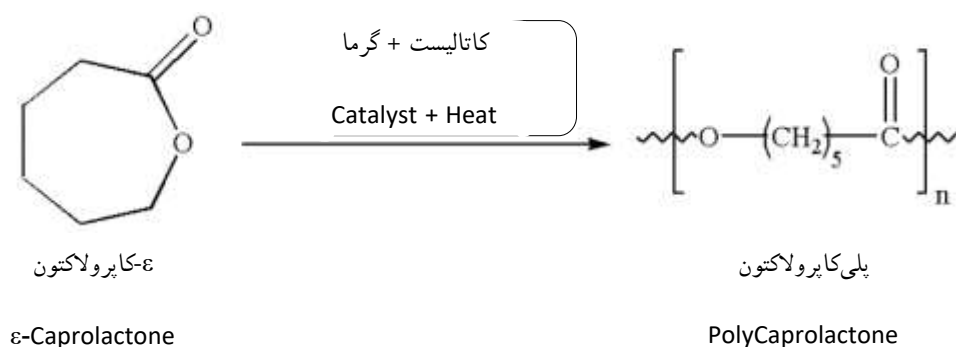 O
O
کاتالیست + گرما
Catalyst + Heat
O
O (CH₂)₅ C
n
ε-کاپرولاکتون
ε-Caprolactone
پلی‌کاپرولاکتون
PolyCaprolactone